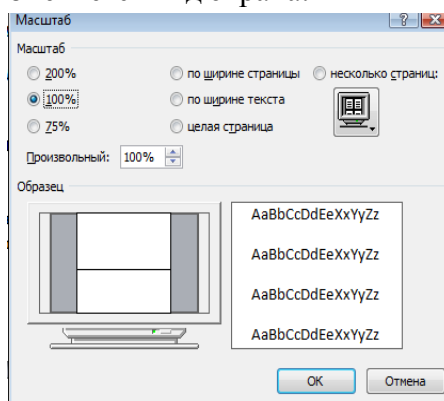 Масштаб
Масштаб
200% по ширине страницы несколько страниц:
100% по ширине текста
75% целая страница
Произвольный: 100%
Образец
AaBbCcDdEeXxYyZz
AaBbCcDdEeXxYyZz
AaBbCcDdEeXxYyZz
AaBbCcDdEeXxYyZz
ОК Отмена